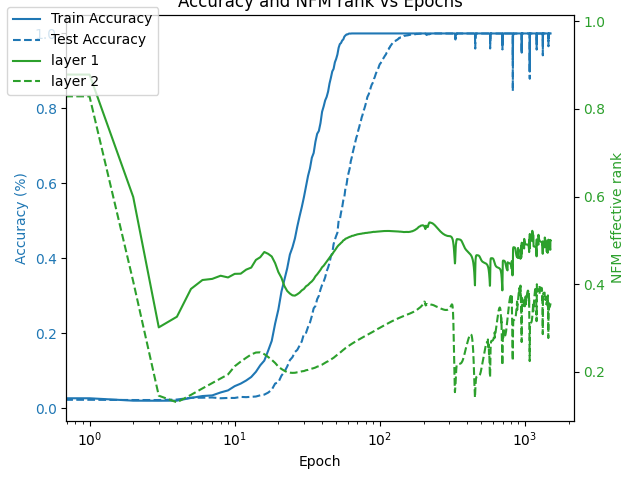 Accuracy and NFM rank vs Epochs
Train Accuracy
Test Accuracy
layer 1
layer 2
1.0
0.8
0.6
0.4
0.2
0.0
Accuracy (%)
1.0
0.8
0.6
0.4
0.2
NFM effective rank
10⁰ 10¹ 10² 10³
Epoch